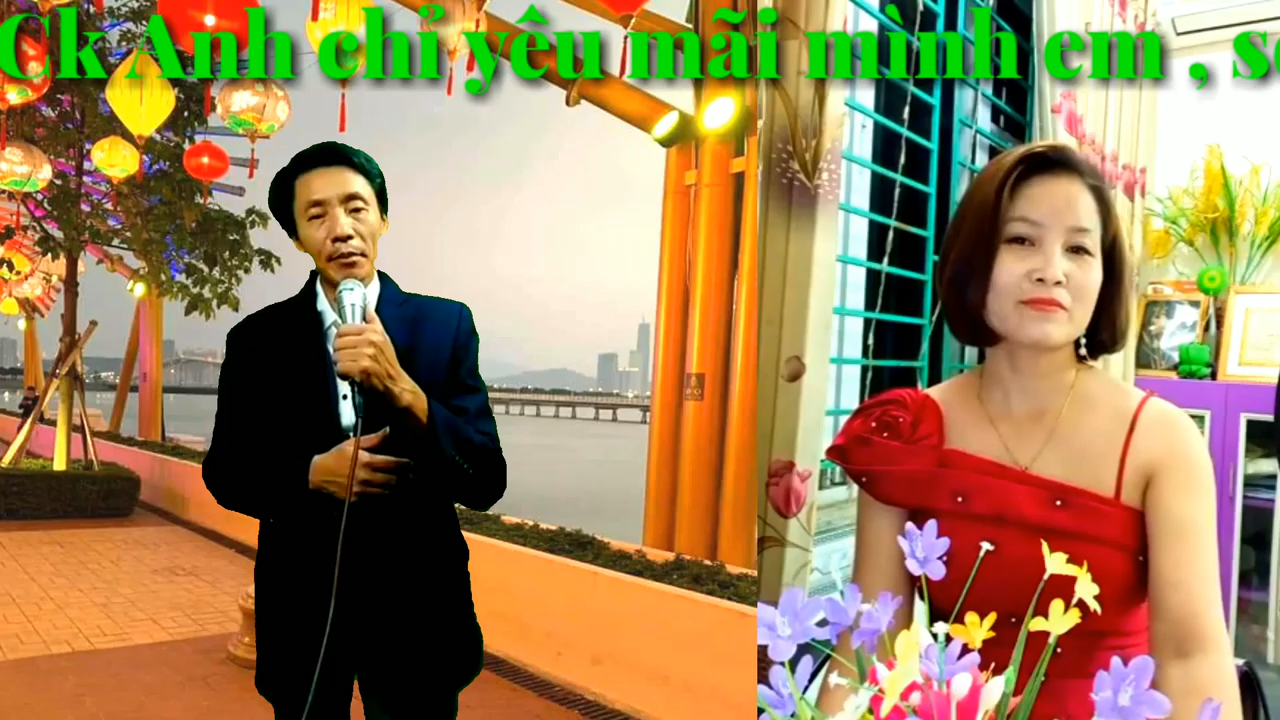 Ck Anh chỉ yêu mãi mình em ,